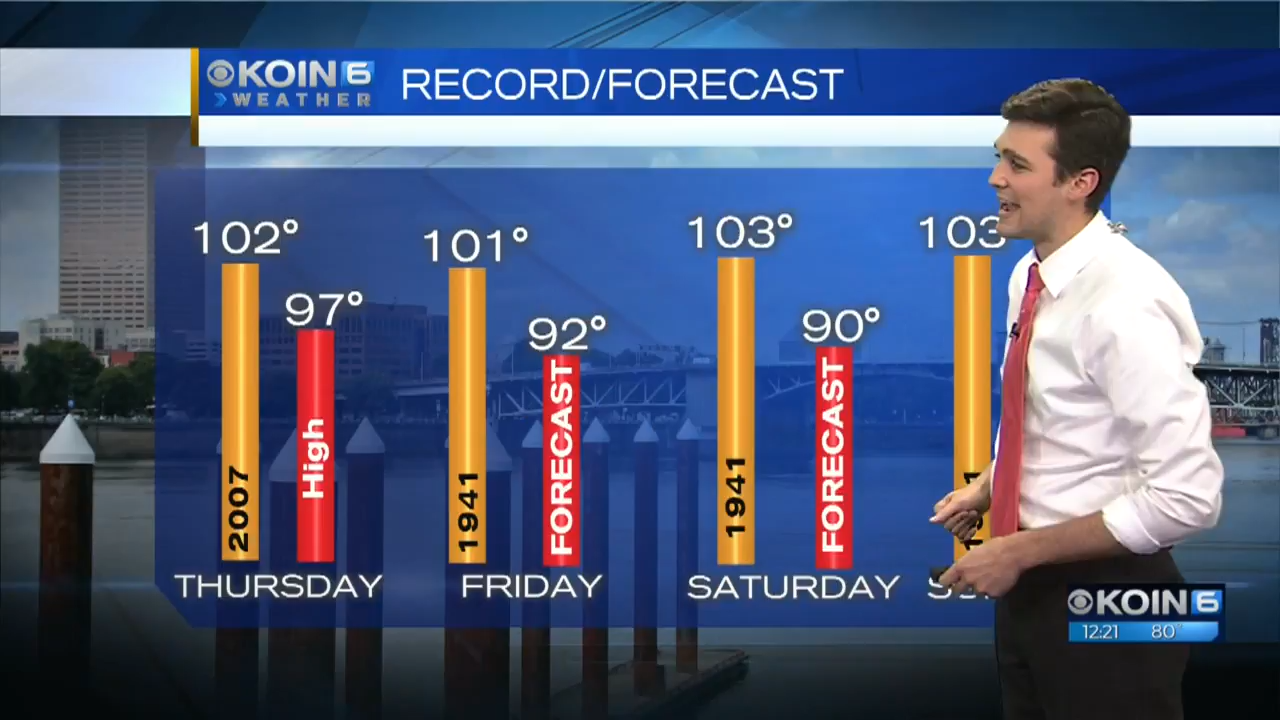 KOIN 6
WEATHER
RECORD/FORECAST
102°
97°
101°
92°
103°
90°
103
2007
High
1941
FORECAST
1941
FORECAST
THURSDAY
FRIDAY
SATURDAY
KOIN 6
12:21 80°